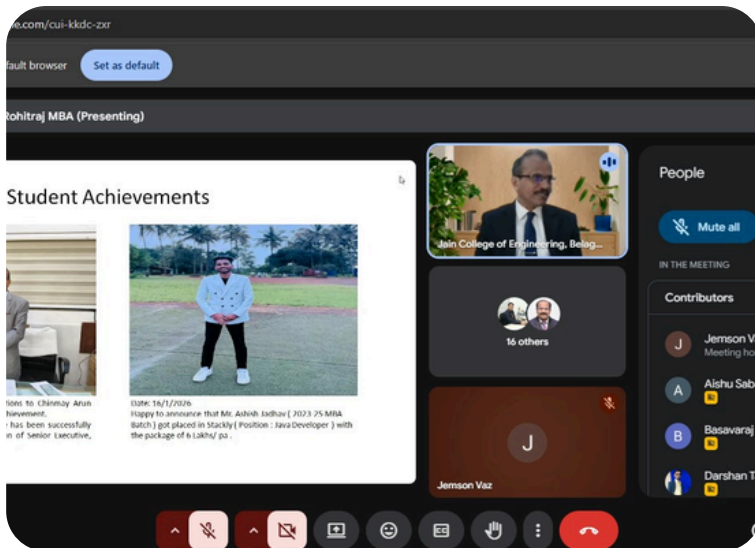 e.com/cui-kkdc-zxr
fault browser
Set as default
Rohitraj MBA (Presenting)
Student Achievements
tions to Chinmay Arun
hievement.
has been successfully
n of Senior Executive,
Date: 16/1/2026
Happy to announce that Mr. Ashish Jadhav ( 2023 25 MBA
Batch ) got placed in Stackly ( Position : Java Developer ) with
the package of 6 Lakhs/ pa .
Jain College of Engineering, Belag...
16 others
J
Jemson Vaz
People
Mute all
IN THE MEETING
Contributors
J
Jemson Va
Meeting ho
A
Aishu Sab
B
Basavaraj
Darshan T
CC